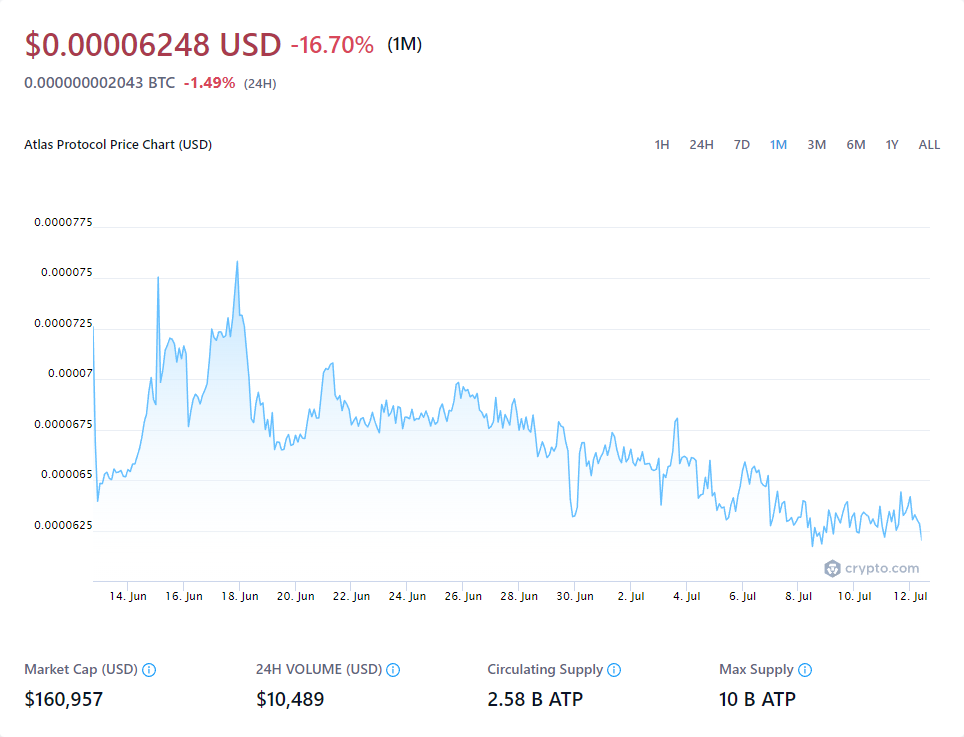 $0.00006248 USD -16.70% (1M)
0.000000002043 BTC -1.49% (24H)
Atlas Protocol Price Chart (USD) 1H 24H 7D 1M 3M 6M 1Y ALL
0.0000775
0.000075
0.0000725
0.00007
0.0000675
0.000065
0.0000625
crypto.com
14. Jun 16. Jun 18. Jun 20. Jun 22. Jun 24. Jun 26. Jun 28. Jun 30. Jun 2. Jul 4. Jul 6. Jul 8. Jul 10. Jul 12. Jul
Market Cap (USD) 24H VOLUME (USD) Circulating Supply Max Supply
$160,957 $10,489 2.58 B ATP 10 B ATP